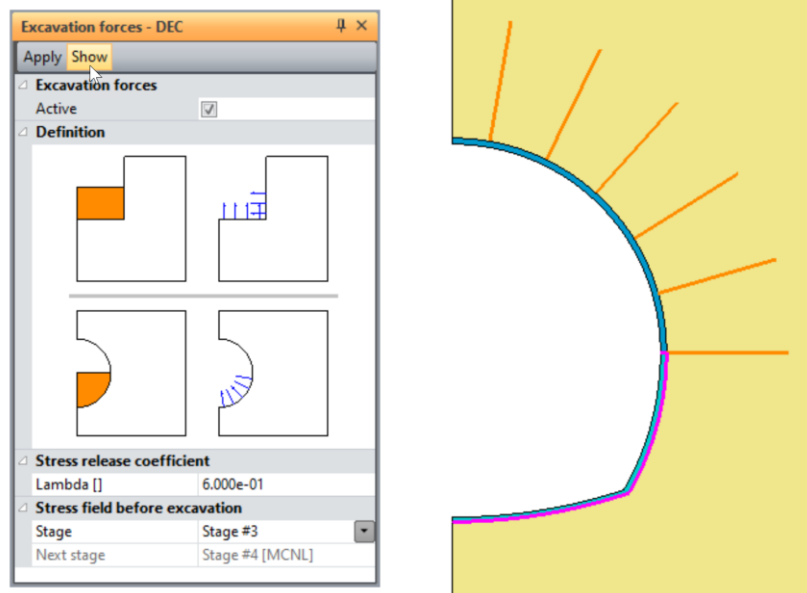 Excavation forces - DEC
Apply Show
Excavation forces
Active
Definition
Stress release coefficient
Lambda [] 6.000e-01
Stress field before excavation
Stage Stage #3
Next stage Stage #4 [MCNL]